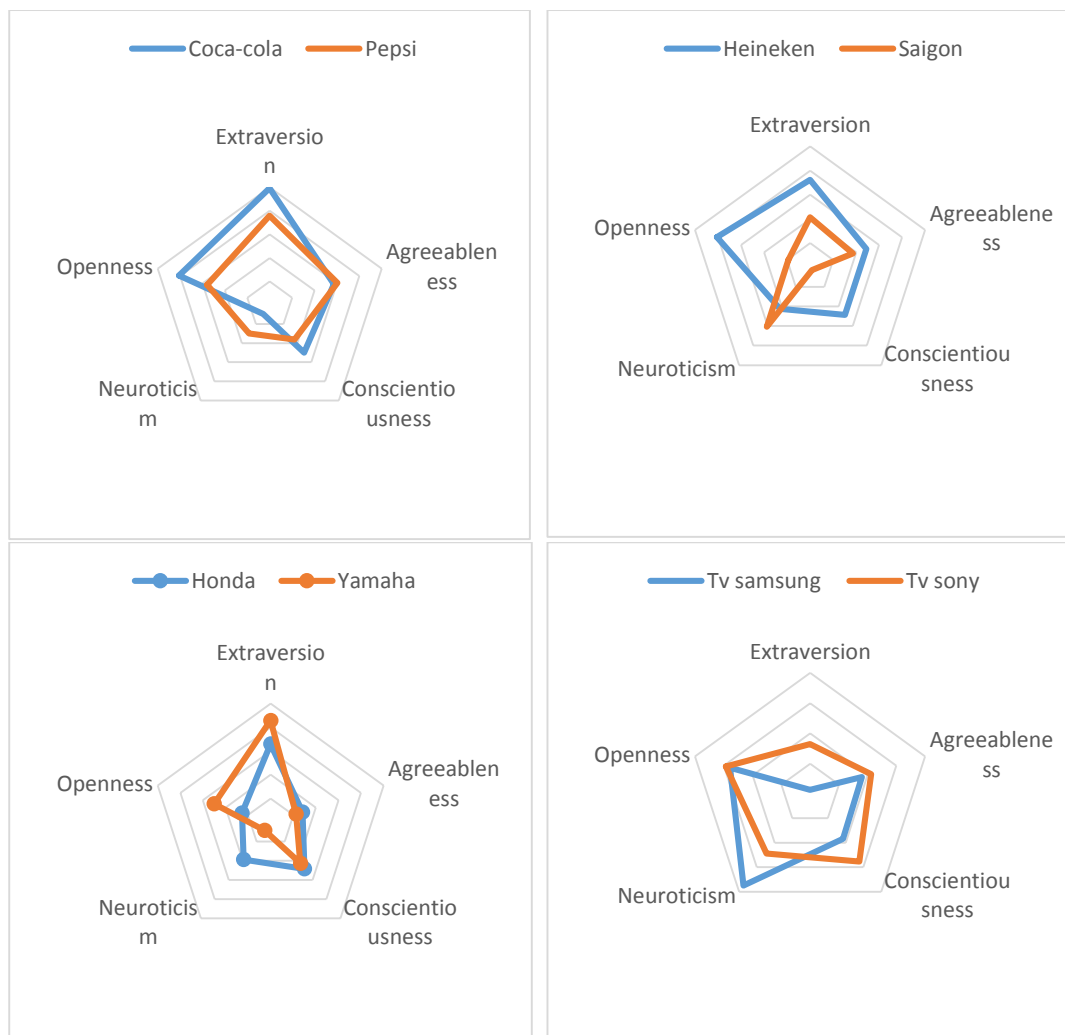 Coca-cola Pepsi
Extraversio
n
Agreeablen
ess
Conscientio
usness
Neuroticis
m
Openness
Heineken Saigon
Extraversion
Agreeablene
ss
Conscientiou
sness
Neuroticism
Openness
Honda Yamaha
Extraversio
n
Agreeablen
ess
Conscientio
usness
Neuroticis
m
Openness
Tv samsung Tv sony
Extraversion
Agreeablene
ss
Conscientiou
sness
Neuroticism
Openness